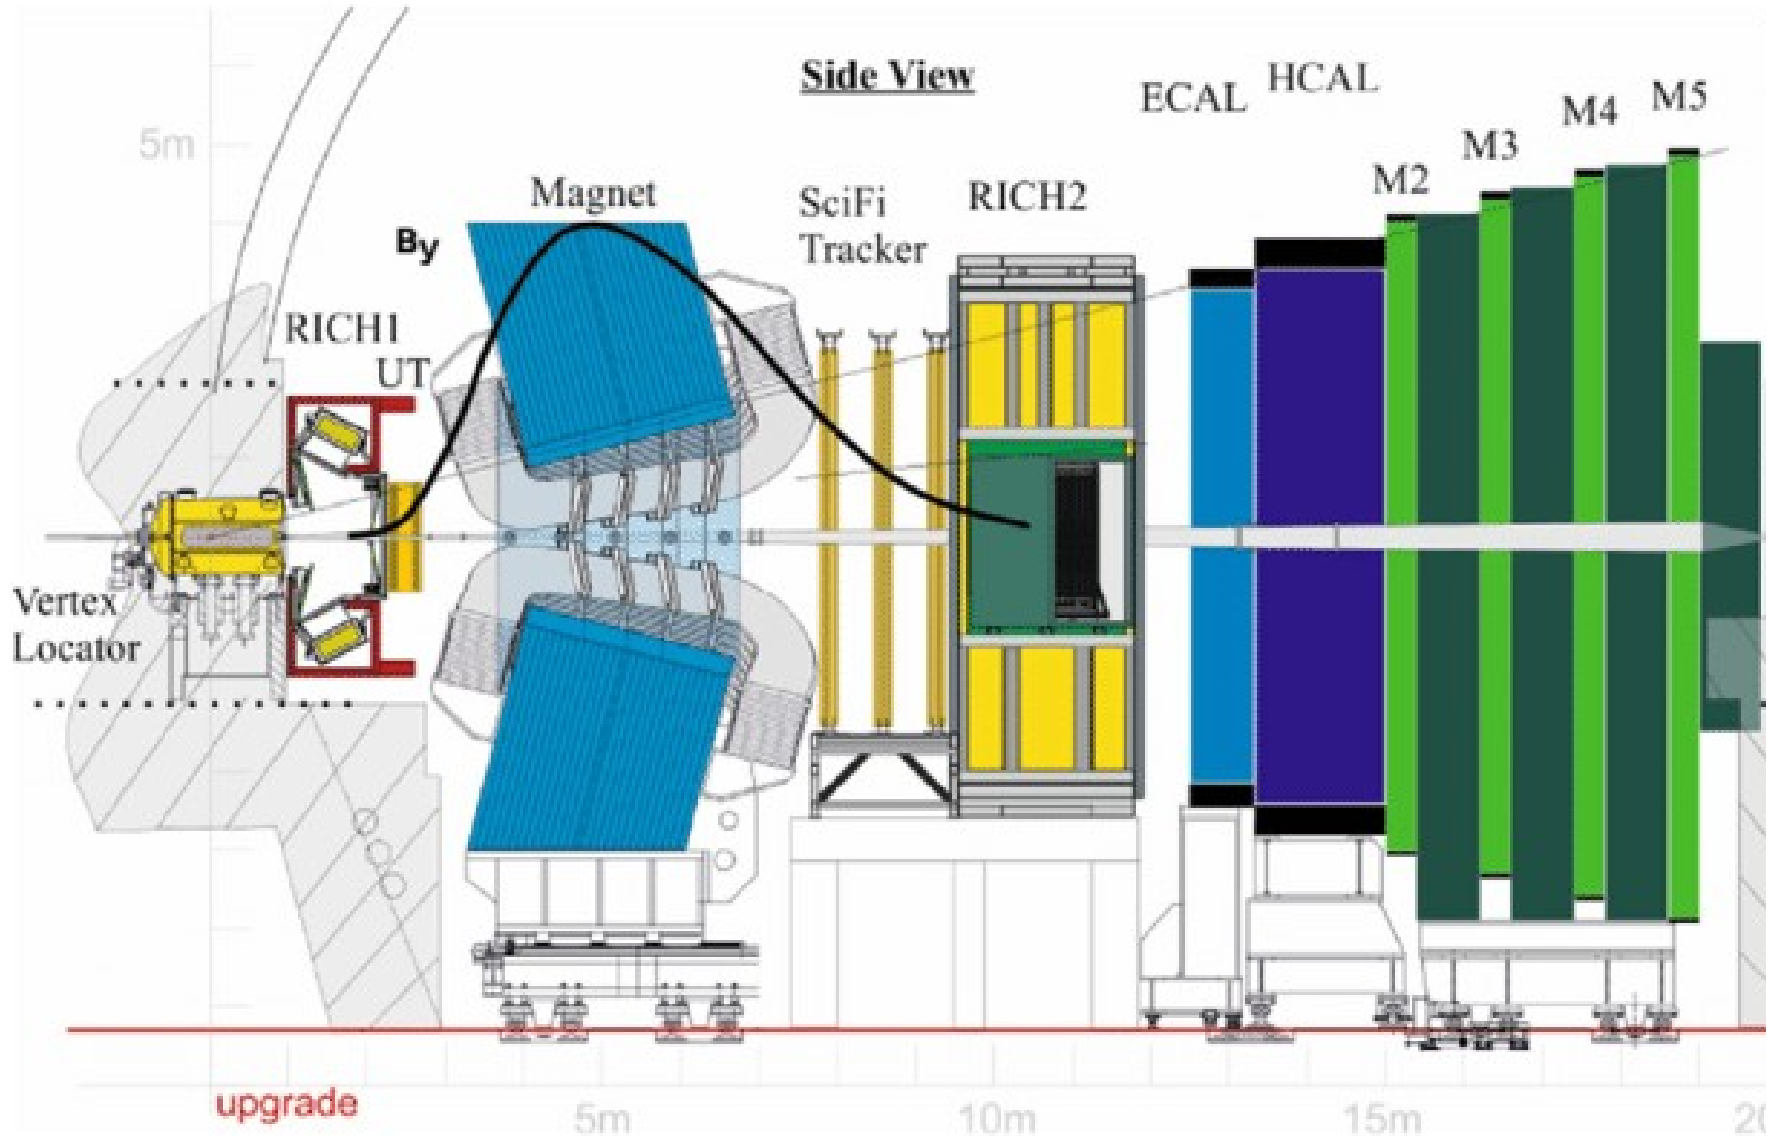 Side View
ECAL
HCAL
M5
M4
5m
M3
M2
Magnet
SciFi
Tracker
RICH2
By
RICH1
UT
Vertex
Locator
upgrade
5m
10m
15m
20